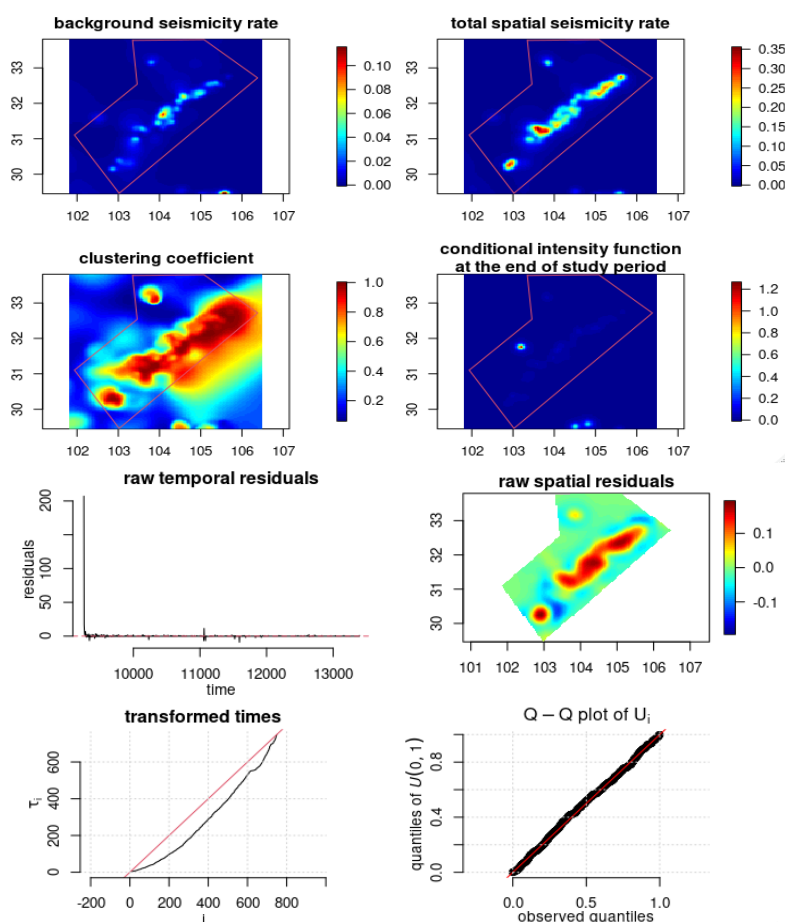 background seismicity rate
total spatial seismicity rate
33
32
31
30
102 103 104 105 106 107
0.10
0.08
0.06
0.04
0.02
0.00
33
32
31
30
102 103 104 105 106 107
0.35
0.30
0.25
0.20
0.15
0.10
0.05
0.00
clustering coefficient
conditional intensity function
at the end of study period
33
32
31
30
102 103 104 105 106 107
1.0
0.8
0.6
0.4
0.2
33
32
31
30
102 103 104 105 106 107
1.2
1.0
0.8
0.6
0.4
0.2
0.0
raw temporal residuals
raw spatial residuals
residuals
200
150
100
50
0
10000 11000 12000 13000
time
33
32
31
30
101 102 103 104 105 106 107
0.1
0.0
-0.1
transformed times
Q – Q plot of Uᵢ
τᵢ
600
400
200
0
-200 0 200 400 600 800
i
quantiles of U(0, 1)
0.8
0.4
0.0
0.0 0.5 1.0
observed quantiles